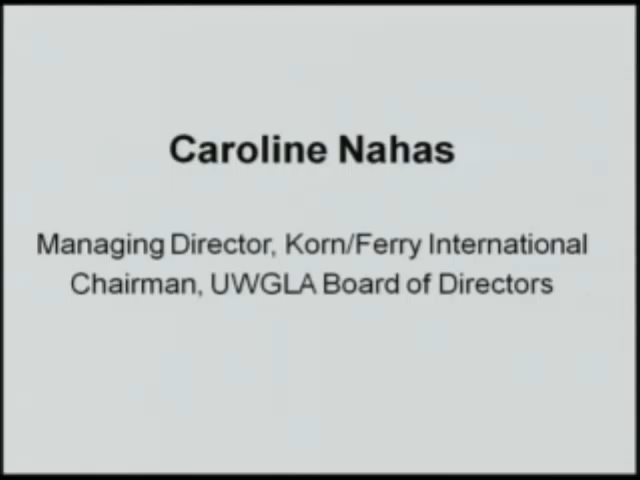 Caroline Nahas
Managing Director, Korn/Ferry International
Chairman, UWGLA Board of Directors